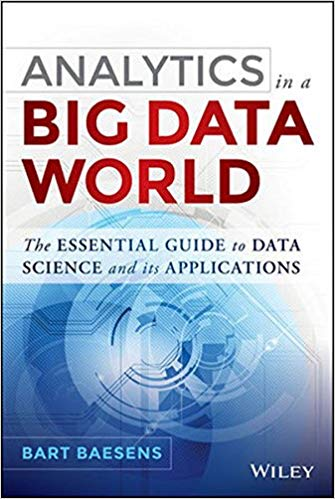 ANALYTICS in a
BIG DATA
WORLD
The ESSENTIAL GUIDE to DATA
SCIENCE and its APPLICATIONS
BART BAESENS
WILEY